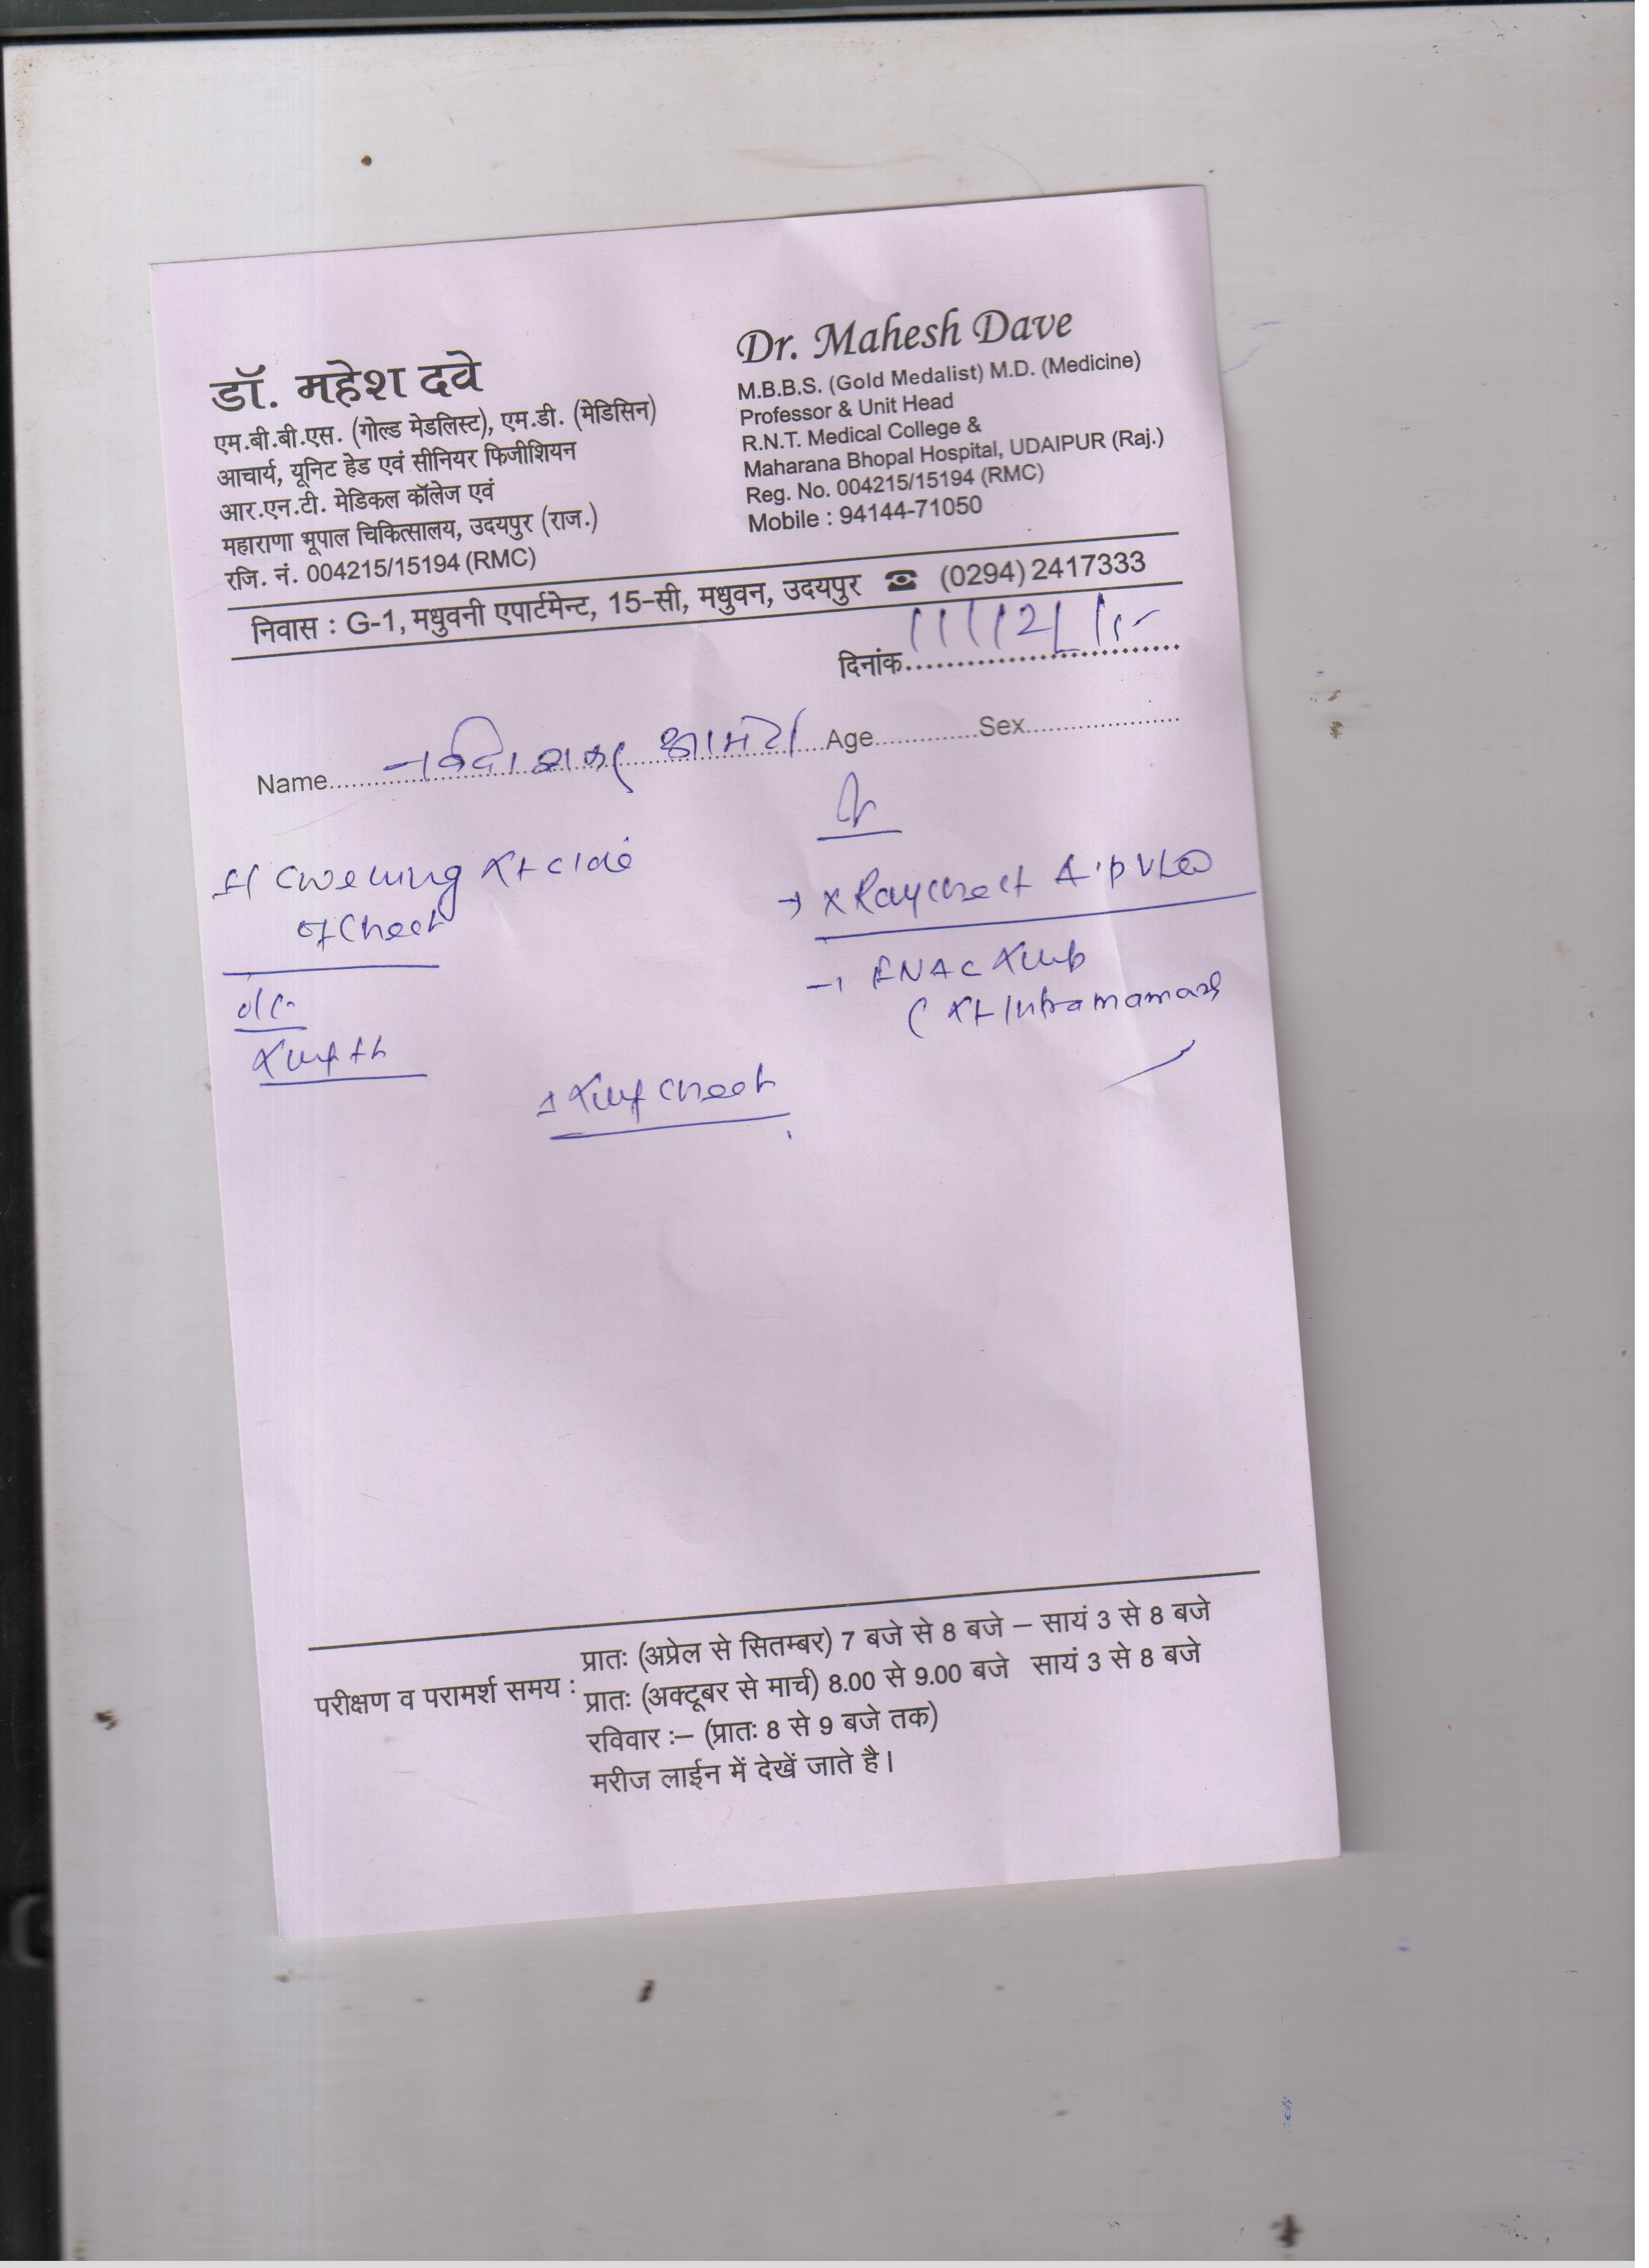 डॉ. महेश दवे
एम.बी.बी.एस. (गोल्ड मेडलिस्ट), एम.डी. (मेडिसिन)
आचार्य, यूनिट हेड एवं सीनियर फिजीशियन
आर.एन.टी. मेडिकल कॉलेज एवं
महाराणा भूपाल चिकित्सालय, उदयपुर (राज.)
रजि. नं. 004215/15194 (RMC)
Dr. Mahesh Dave
M.B.B.S. (Gold Medalist) M.D. (Medicine)
Professor & Unit Head
R.N.T. Medical College &
Maharana Bhopal Hospital, UDAIPUR (Raj.)
Reg. No. 004215/15194 (RMC)
Mobile : 94144-71050
निवास : G-1, मधुवनी एपार्टमेन्ट, 15-सी, मधुवन, उदयपुर ☎ (0294) 2417333
दिनांक
Name Age Sex
Swelling Rt side
of Chest
→ X Ray Chest
→ FNAC
(Rt Intramamary
Chest
परीक्षण व परामर्श समय :
प्रातः (अप्रेल से सितम्बर) 7 बजे से 8 बजे – सायं 3 से 8 बजे
प्रातः (अक्टूबर से मार्च) 8.00 से 9.00 बजे सायं 3 से 8 बजे
रविवार :– (प्रातः 8 से 9 बजे तक)
मरीज लाईन में देखें जाते है।